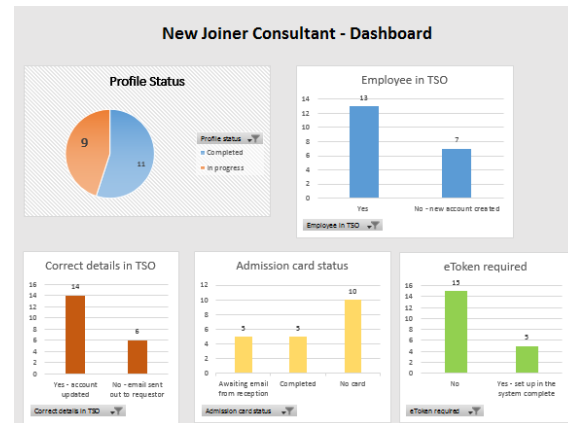 New Joiner Consultant - Dashboard
Profile Status
9
11
Profile status
Completed
In progress
Employee in TSO
14
12
10
8
6
4
2
0
13
7
Yes
No - new account created
Employee in TSO
Correct details in TSO
16
14
12
10
8
6
4
2
0
14
6
Yes - account
updated
No - email sent
out to requestor
Correct details in TSO
Admission card status
12
10
8
6
4
2
0
5
5
10
Awaiting email
from reception
Completed
No card
Admission card status
eToken required
16
14
12
10
8
6
4
2
0
15
5
No
Yes - set up in the
system complete
eToken required